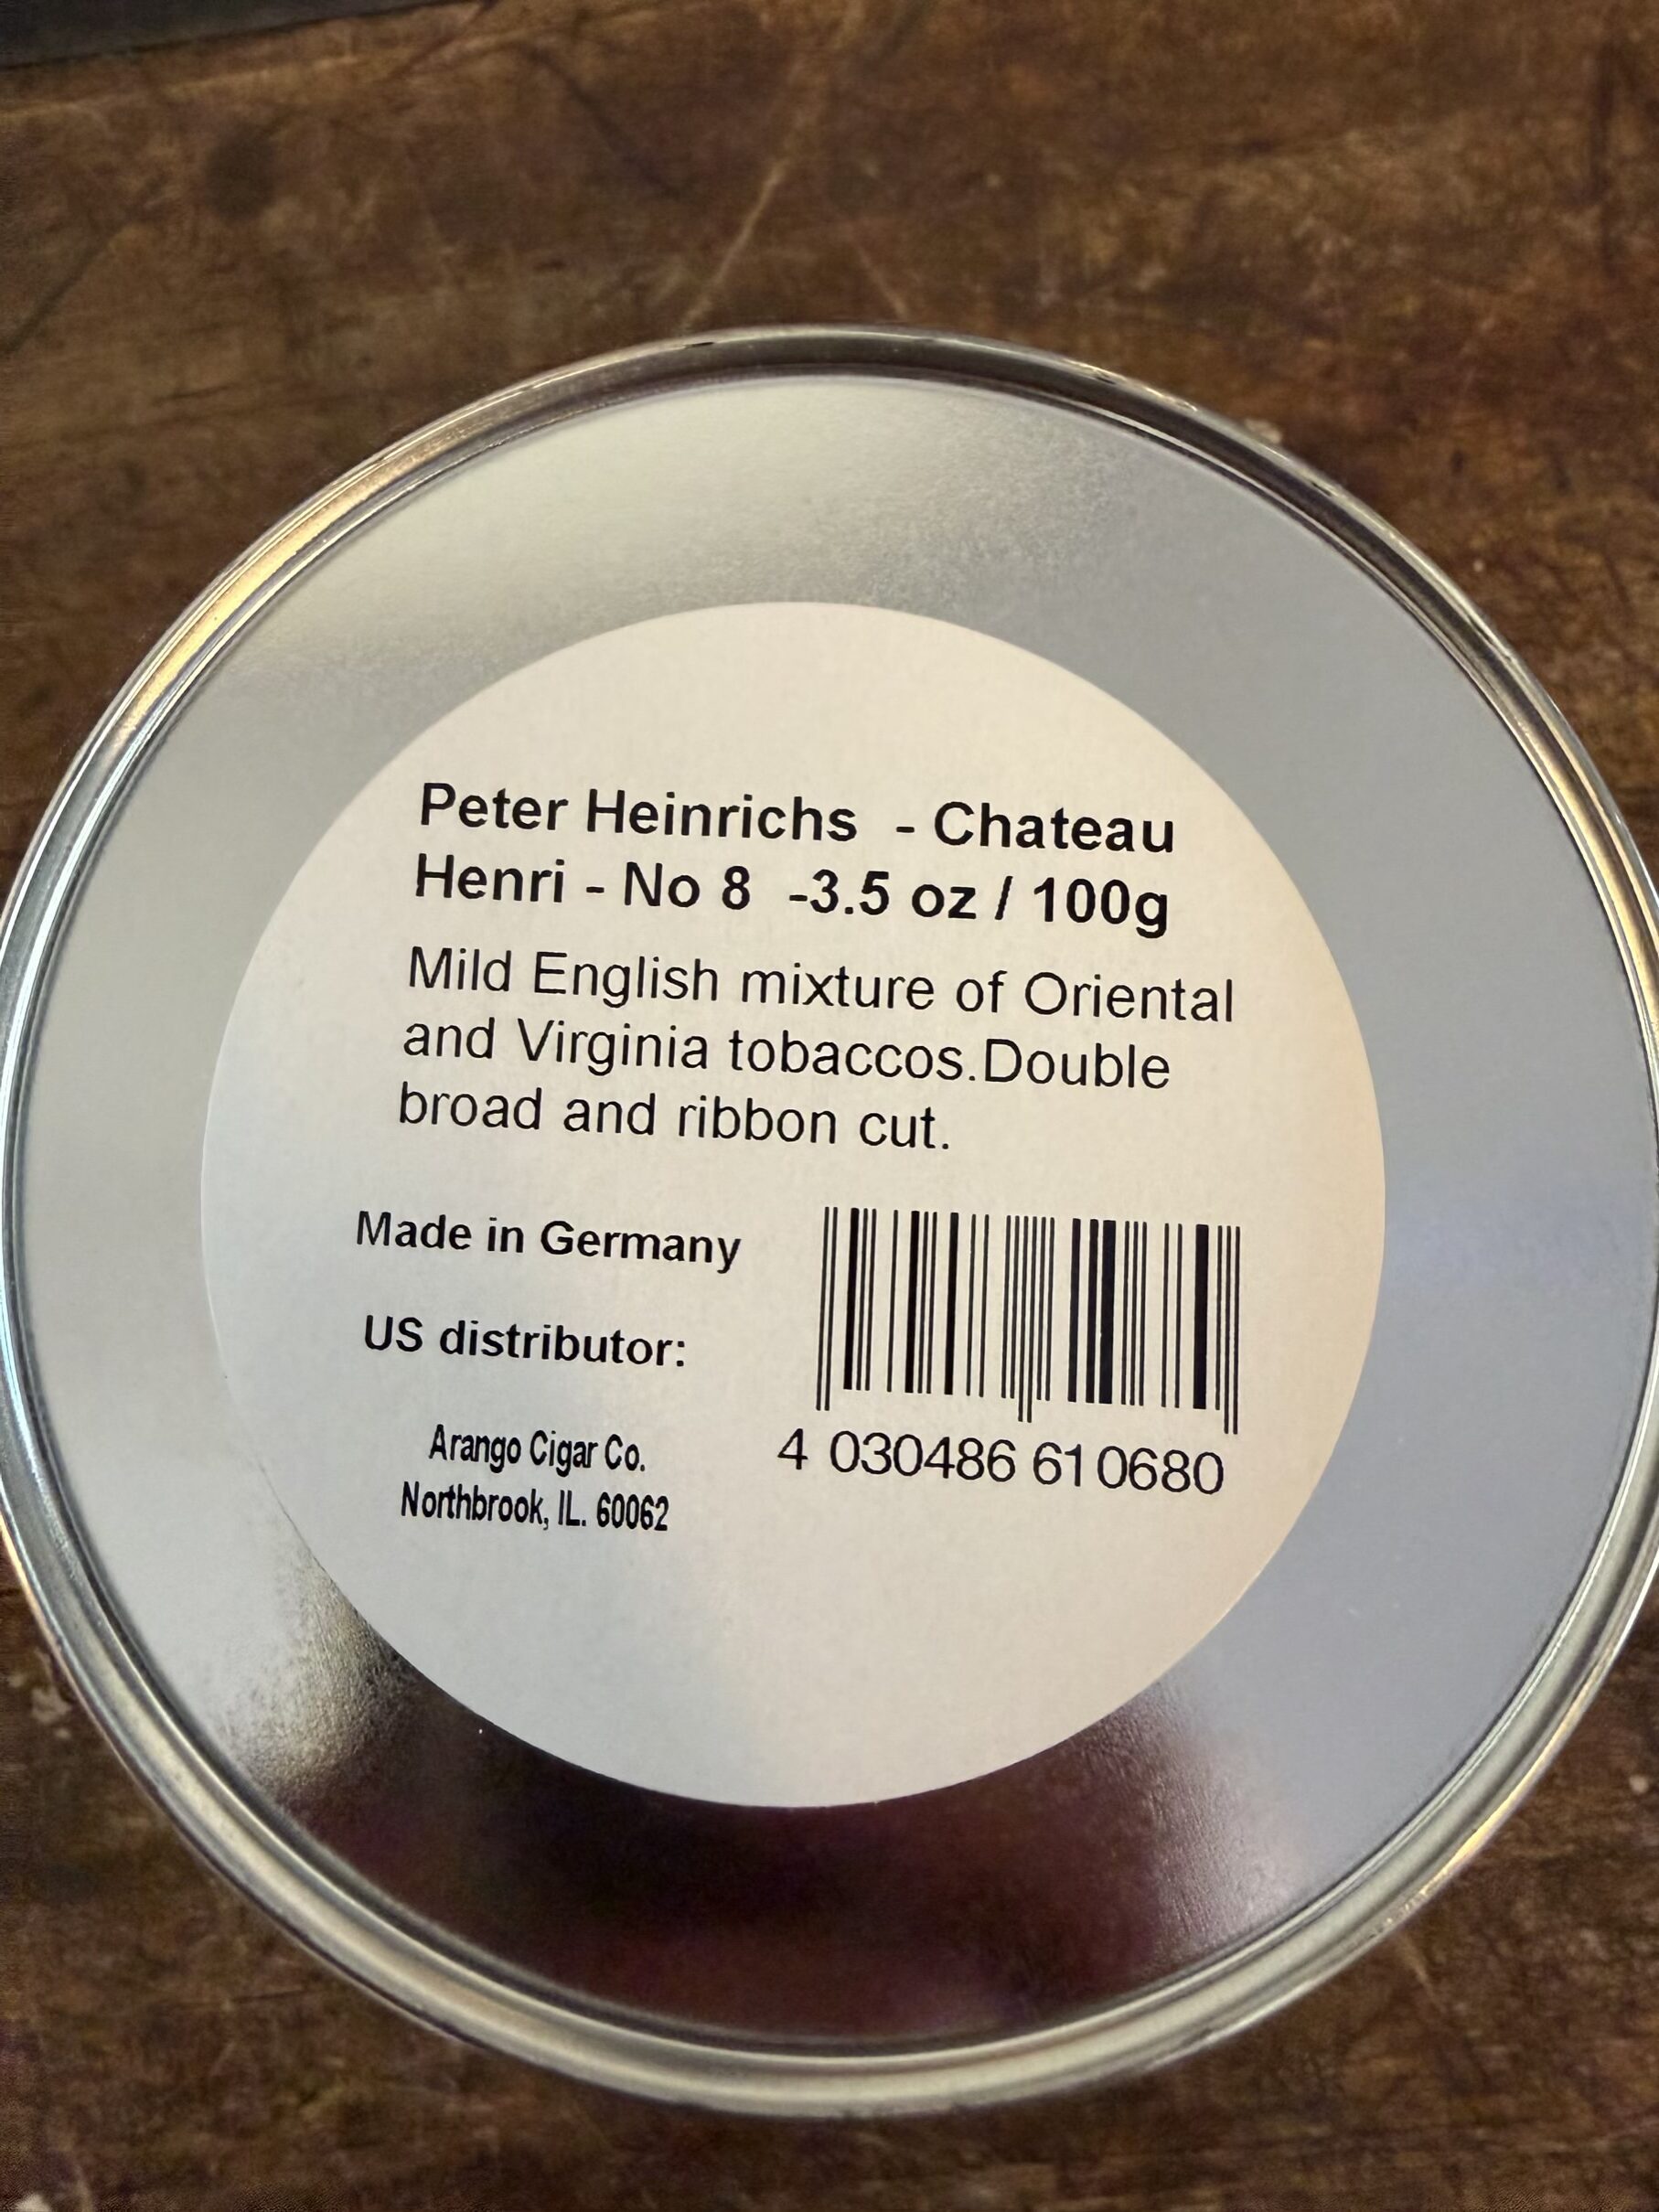 Peter Heinrichs - Chateau
Henri - No 8 -3.5 oz / 100g
Mild English mixture of Oriental
and Virginia tobaccos.Double
broad and ribbon cut.
Made in Germany
US distributor:
Arango Cigar Co.
Northbrook, IL. 60062
4 030486 610680